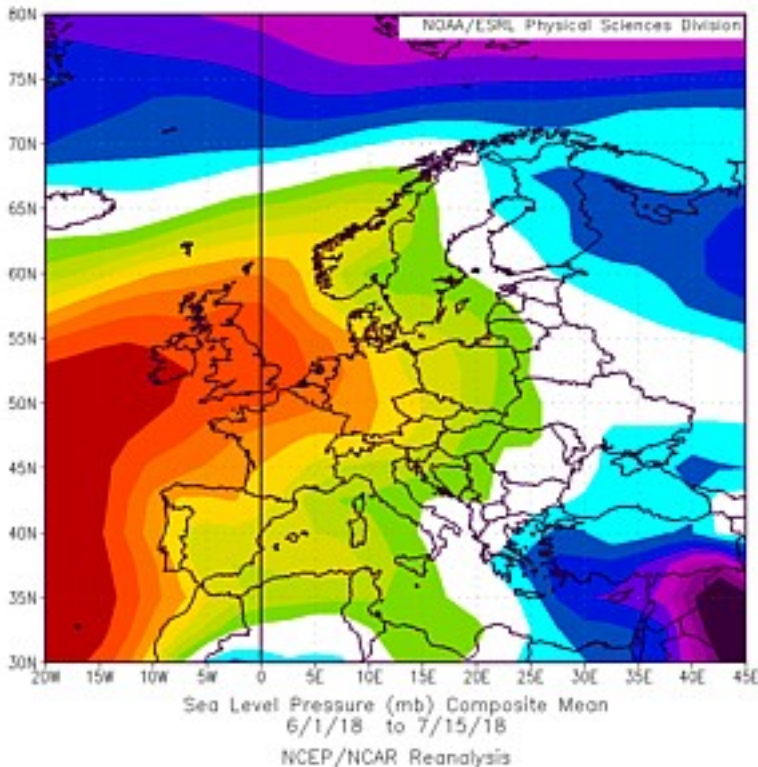 NOAA/ESRL Physical Sciences Division
80N
75N
70N
65N
60N
55N
50N
45N
40N
35N
30N
20W 15W 10W 5W 0 5E 10E 15E 20E 25E 30E 35E 40E 45E
Sea Level Pressure (mb) Composite Mean
6/1/18 to 7/15/18
NCEP/NCAR Reanalysis